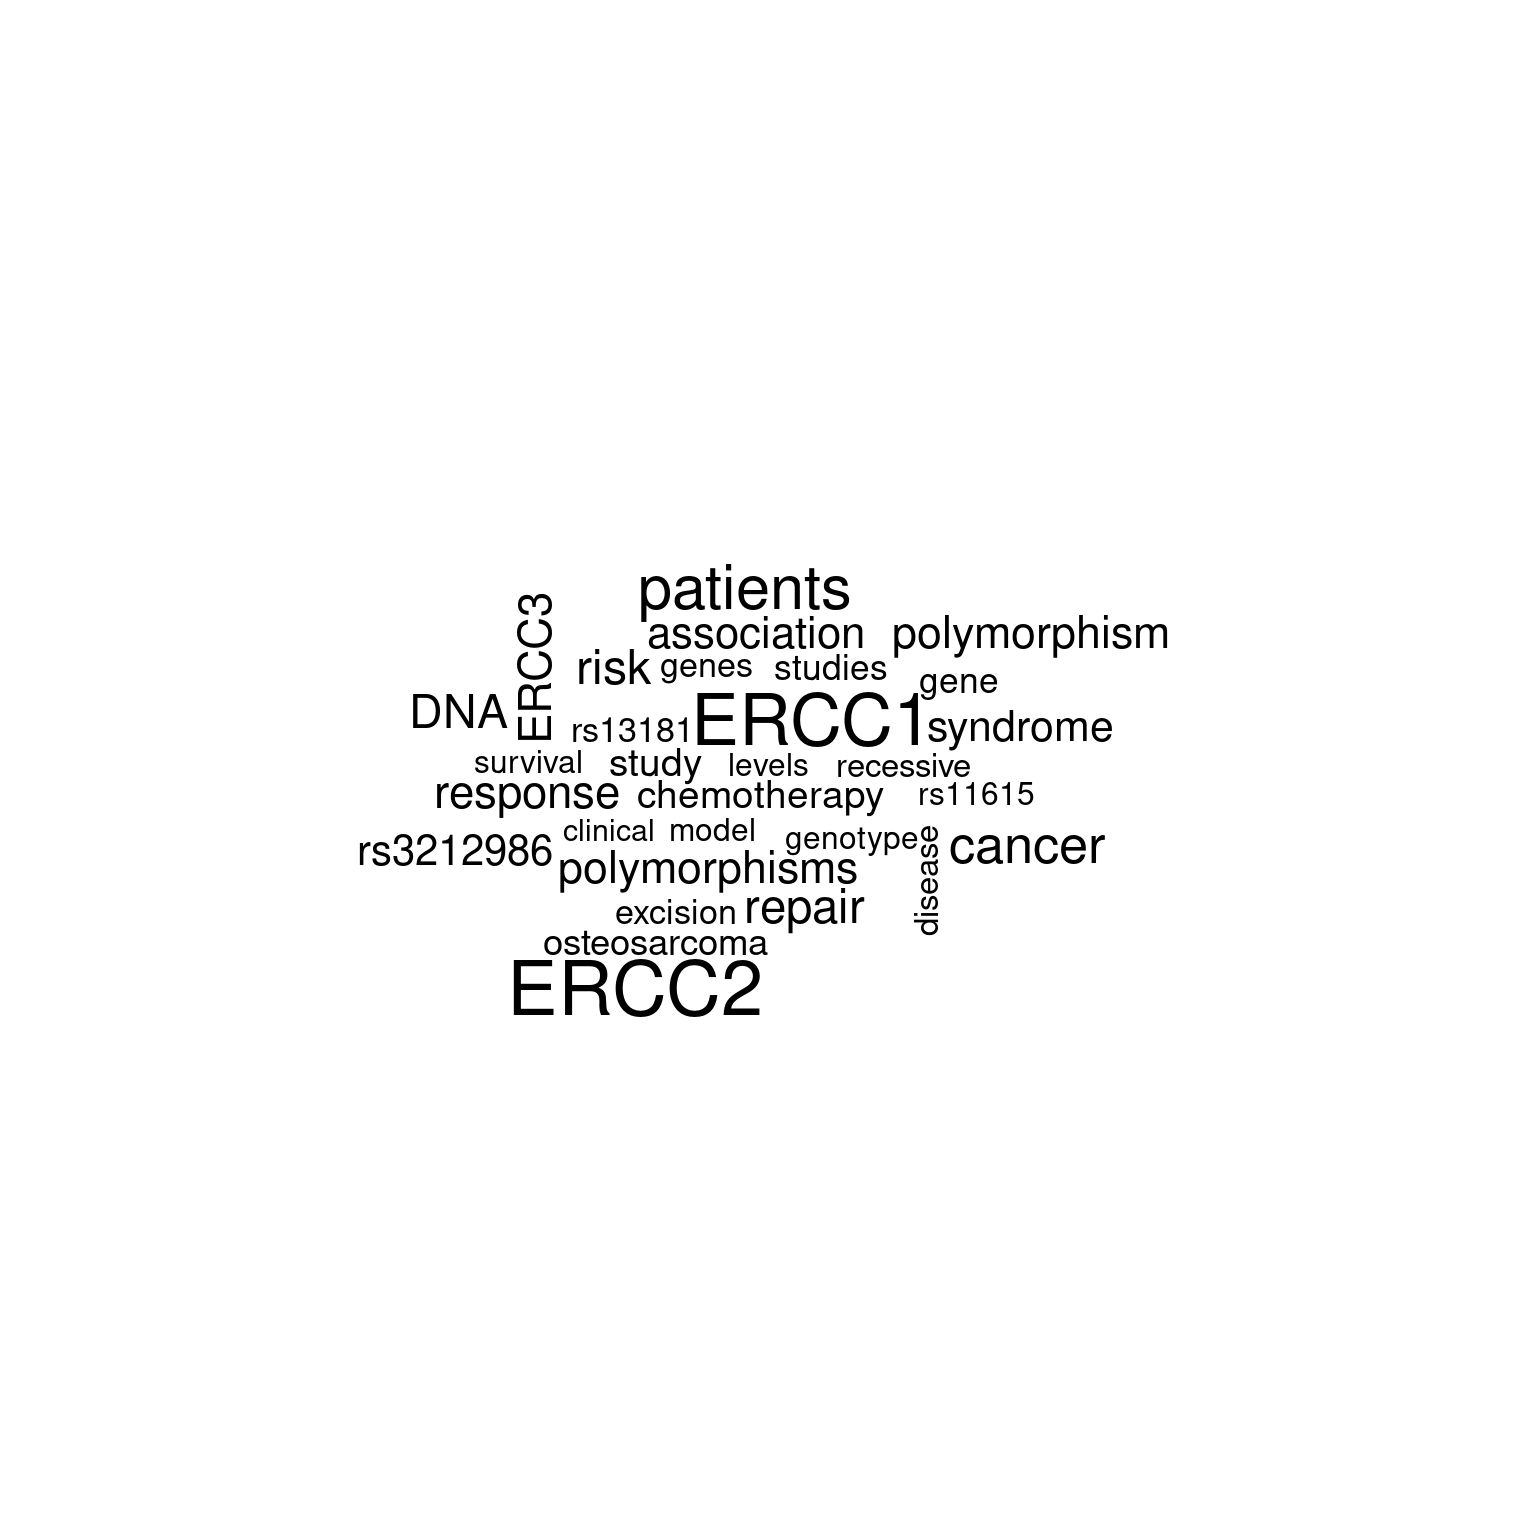 patients
ERCC3
association polymorphism
risk genes studies
gene
DNA
rs13181 ERCC1 syndrome
survival study levels recessive
response chemotherapy rs11615
clinical model genotype
rs3212986 cancer
disease
polymorphisms
excision repair
osteosarcoma
ERCC2